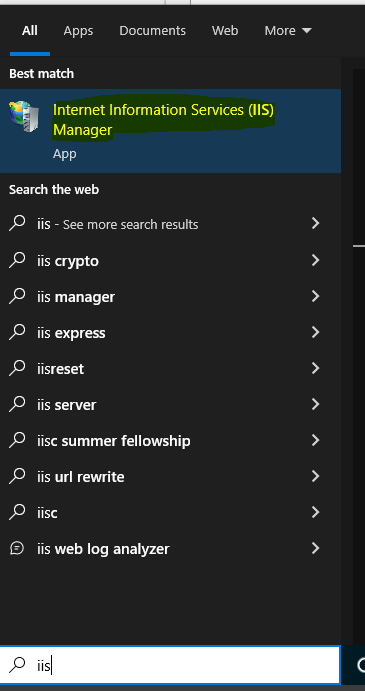 All Apps Documents Web More
Best match
Internet Information Services (IIS)
Manager
App
Search the web
iis - See more search results
iis crypto
iis manager
iis express
iisreset
iis server
iisc summer fellowship
iis url rewrite
iisc
iis web log analyzer
iis